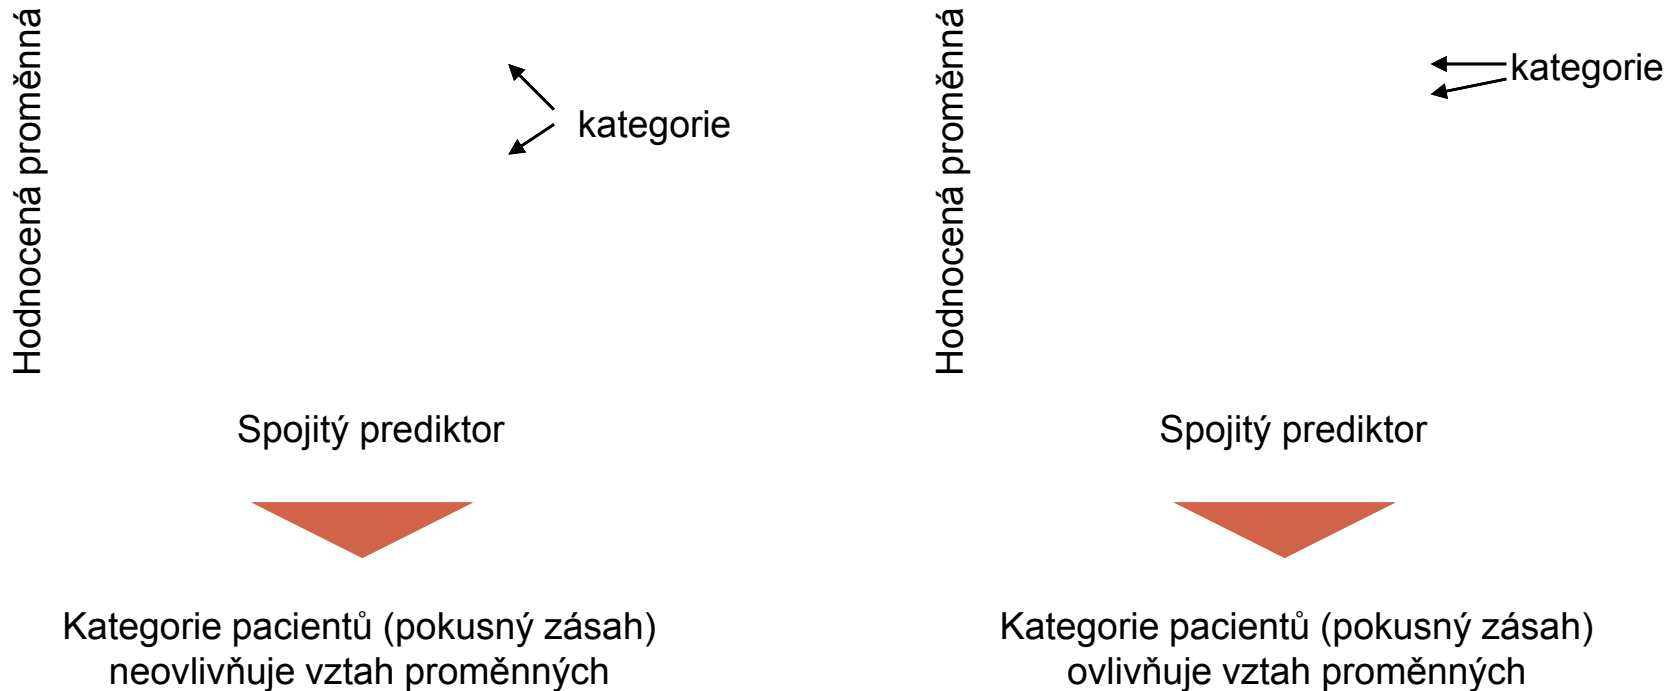 Hodnocená proměnná
kategorie
Spojitý prediktor
Kategorie pacientů (pokusný zásah)
neovlivňuje vztah proměnných
Hodnocená proměnná
kategorie
Spojitý prediktor
Kategorie pacientů (pokusný zásah)
ovlivňuje vztah proměnných